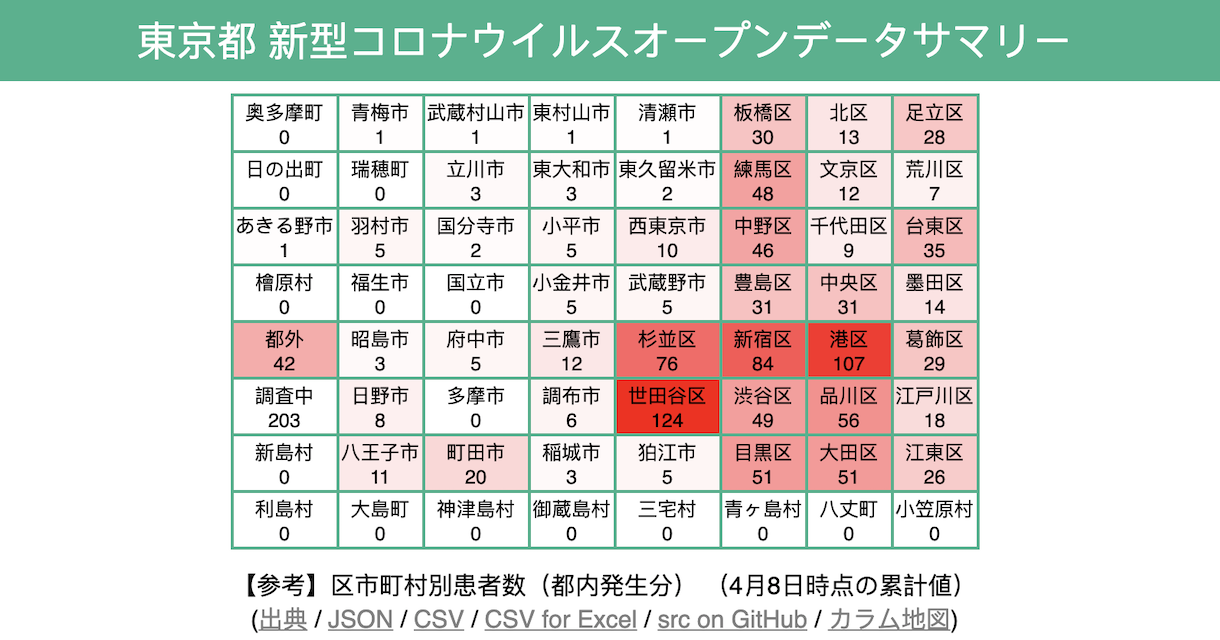 東京都 新型コロナウイルスオープンデータサマリー
奥多摩町 青梅市 武蔵村山市 東村山市 清瀬市 板橋区 北区 足立区
0 1 1 1 1 30 13 28
日の出町 瑞穂町 立川市 東大和市 東久留米市 練馬区 文京区 荒川区
0 0 3 3 2 48 12 7
あきる野市 羽村市 国分寺市 小平市 西東京市 中野区 千代田区 台東区
1 5 2 5 10 46 9 35
檜原村 福生市 国立市 小金井市 武蔵野市 豊島区 中央区 墨田区
0 0 0 5 5 31 31 14
都外 昭島市 府中市 三鷹市 杉並区 新宿区 港区 葛飾区
42 3 5 12 76 84 107 29
調査中 日野市 多摩市 調布市 世田谷区 渋谷区 品川区 江戸川区
203 8 0 6 124 49 56 18
新島村 八王子市 町田市 稲城市 狛江市 目黒区 大田区 江東区
0 11 20 3 5 51 51 26
利島村 大島町 神津島村 御蔵島村 三宅村 青ヶ島村 八丈町 小笠原村
0 0 0 0 0 0 0 0
【参考】区市町村別患者数（都内発生分） （4月8日時点の累計値）
(出典 / JSON / CSV / CSV for Excel / src on GitHub / カラム地図)